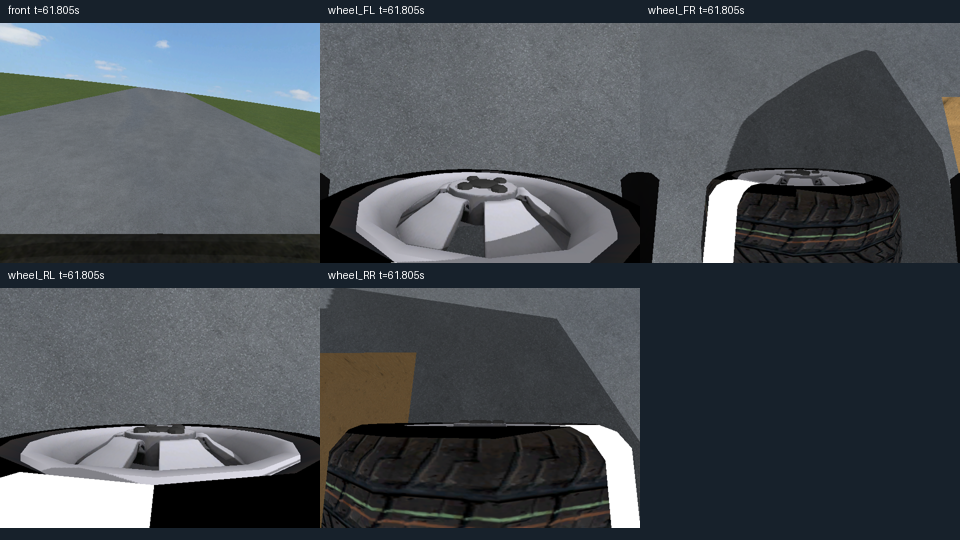 front t=61.805s
wheel_FL t=61.805s
wheel_FR t=61.805s
wheel_RL t=61.805s
wheel_RR t=61.805s